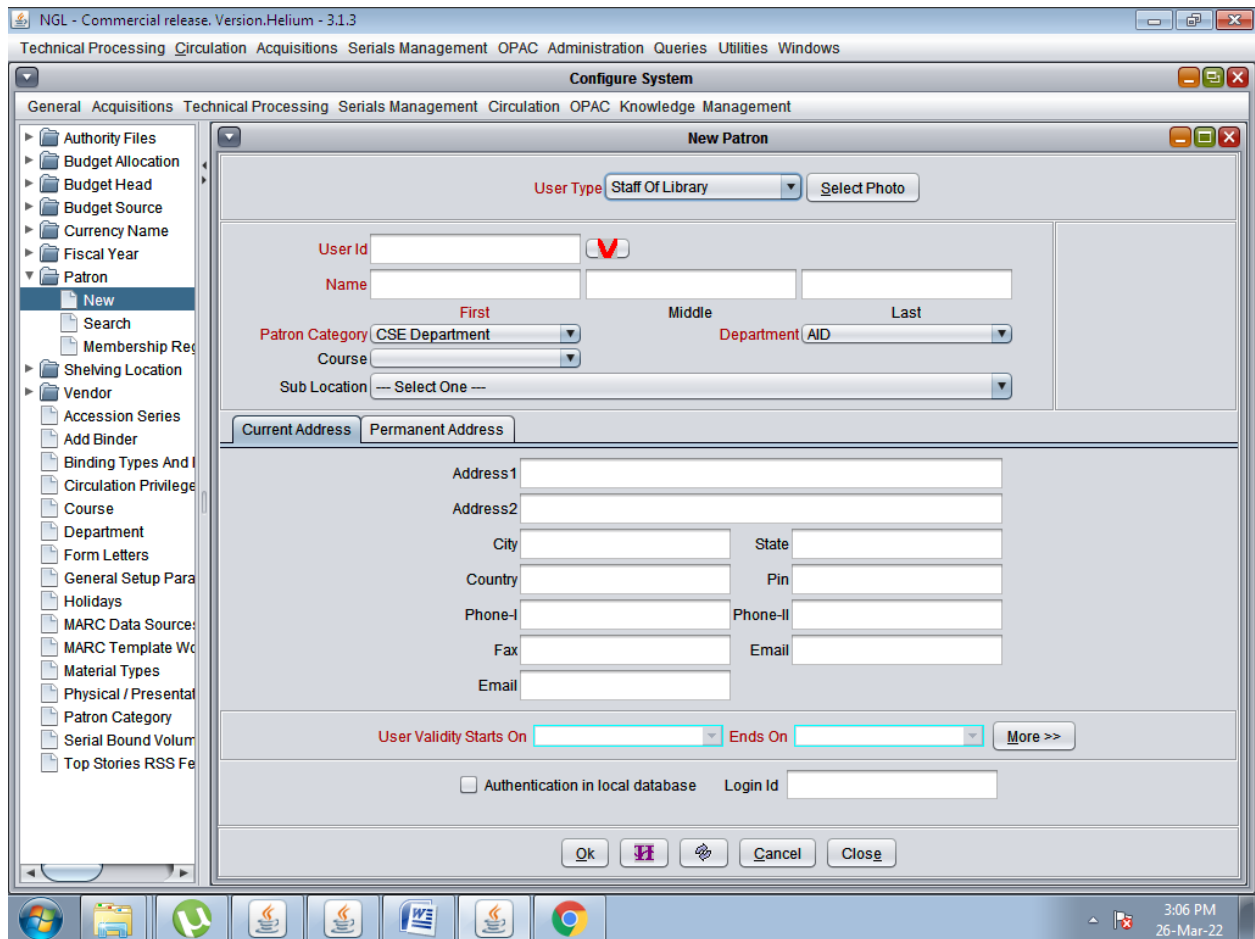 NGL - Commercial release. Version.Helium - 3.1.3
Technical Processing Circulation Acquisitions Serials Management OPAC Administration Queries Utilities Windows
Configure System
General Acquisitions Technical Processing Serials Management Circulation OPAC Knowledge Management
Authority Files
Budget Allocation
Budget Head
Budget Source
Currency Name
Fiscal Year
Patron
New
Search
Membership Reg
Shelving Location
Vendor
Accession Series
Add Binder
Binding Types And
Circulation Privilege
Course
Department
Form Letters
General Setup Para
Holidays
MARC Data Source
MARC Template Wo
Material Types
Physical / Presentat
Patron Category
Serial Bound Volum
Top Stories RSS Fe
New Patron
User Type Staff Of Library Select Photo
User Id V
Name
First Middle Last
Patron Category CSE Department Department AID
Course
Sub Location --- Select One ---
Current Address Permanent Address
Address1
Address2
City State
Country Pin
Phone-I Phone-II
Fax Email
Email
User Validity Starts On Ends On More >>
Authentication in local database Login Id
Ok Cancel Close
3:06 PM
26-Mar-22